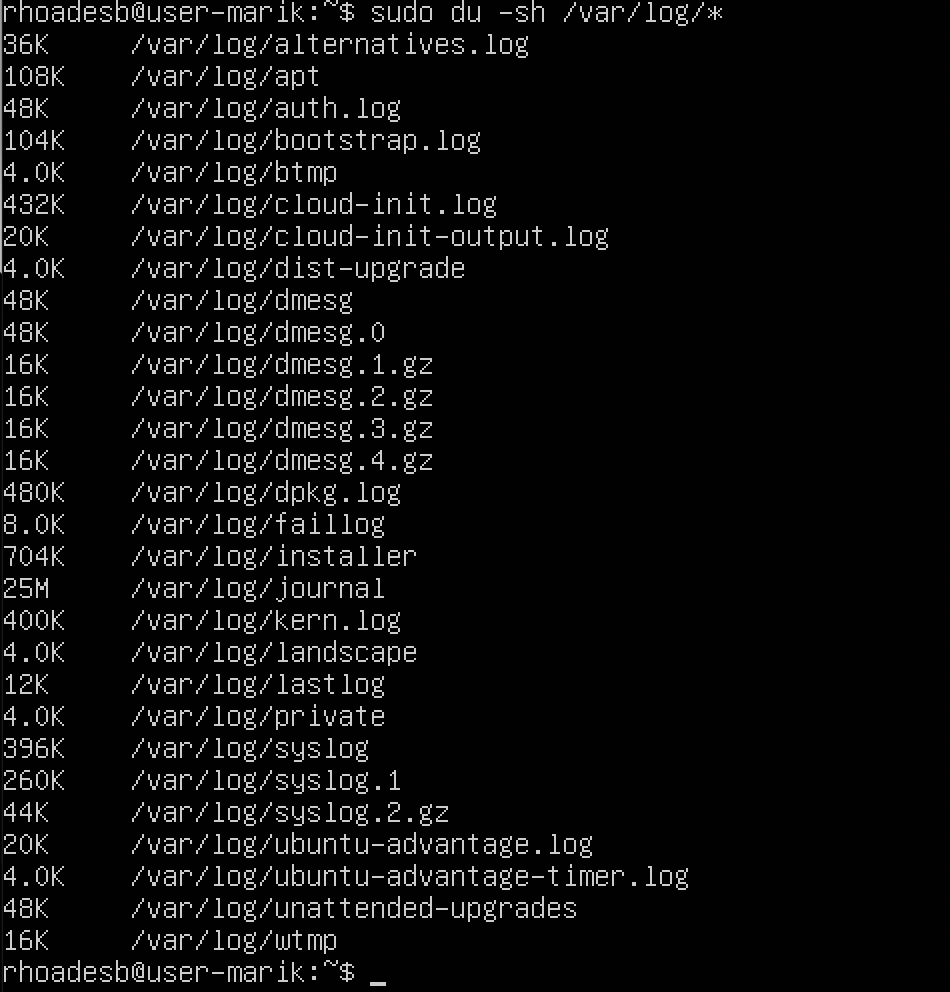 rhoadesb@user-marik:~$ sudo du -sh /var/log/*
36K /var/log/alternatives.log
108K /var/log/apt
48K /var/log/auth.log
104K /var/log/bootstrap.log
4.0K /var/log/btmp
432K /var/log/cloud-init.log
20K /var/log/cloud-init-output.log
4.0K /var/log/dist-upgrade
48K /var/log/dmesg
48K /var/log/dmesg.0
16K /var/log/dmesg.1.gz
16K /var/log/dmesg.2.gz
16K /var/log/dmesg.3.gz
16K /var/log/dmesg.4.gz
480K /var/log/dpkg.log
8.0K /var/log/faillog
704K /var/log/installer
25M /var/log/journal
400K /var/log/kern.log
4.0K /var/log/landscape
12K /var/log/lastlog
4.0K /var/log/private
396K /var/log/syslog
260K /var/log/syslog.1
44K /var/log/syslog.2.gz
20K /var/log/ubuntu-advantage.log
4.0K /var/log/ubuntu-advantage-timer.log
48K /var/log/unattended-upgrades
16K /var/log/wtmp
rhoadesb@user-marik:~$ _